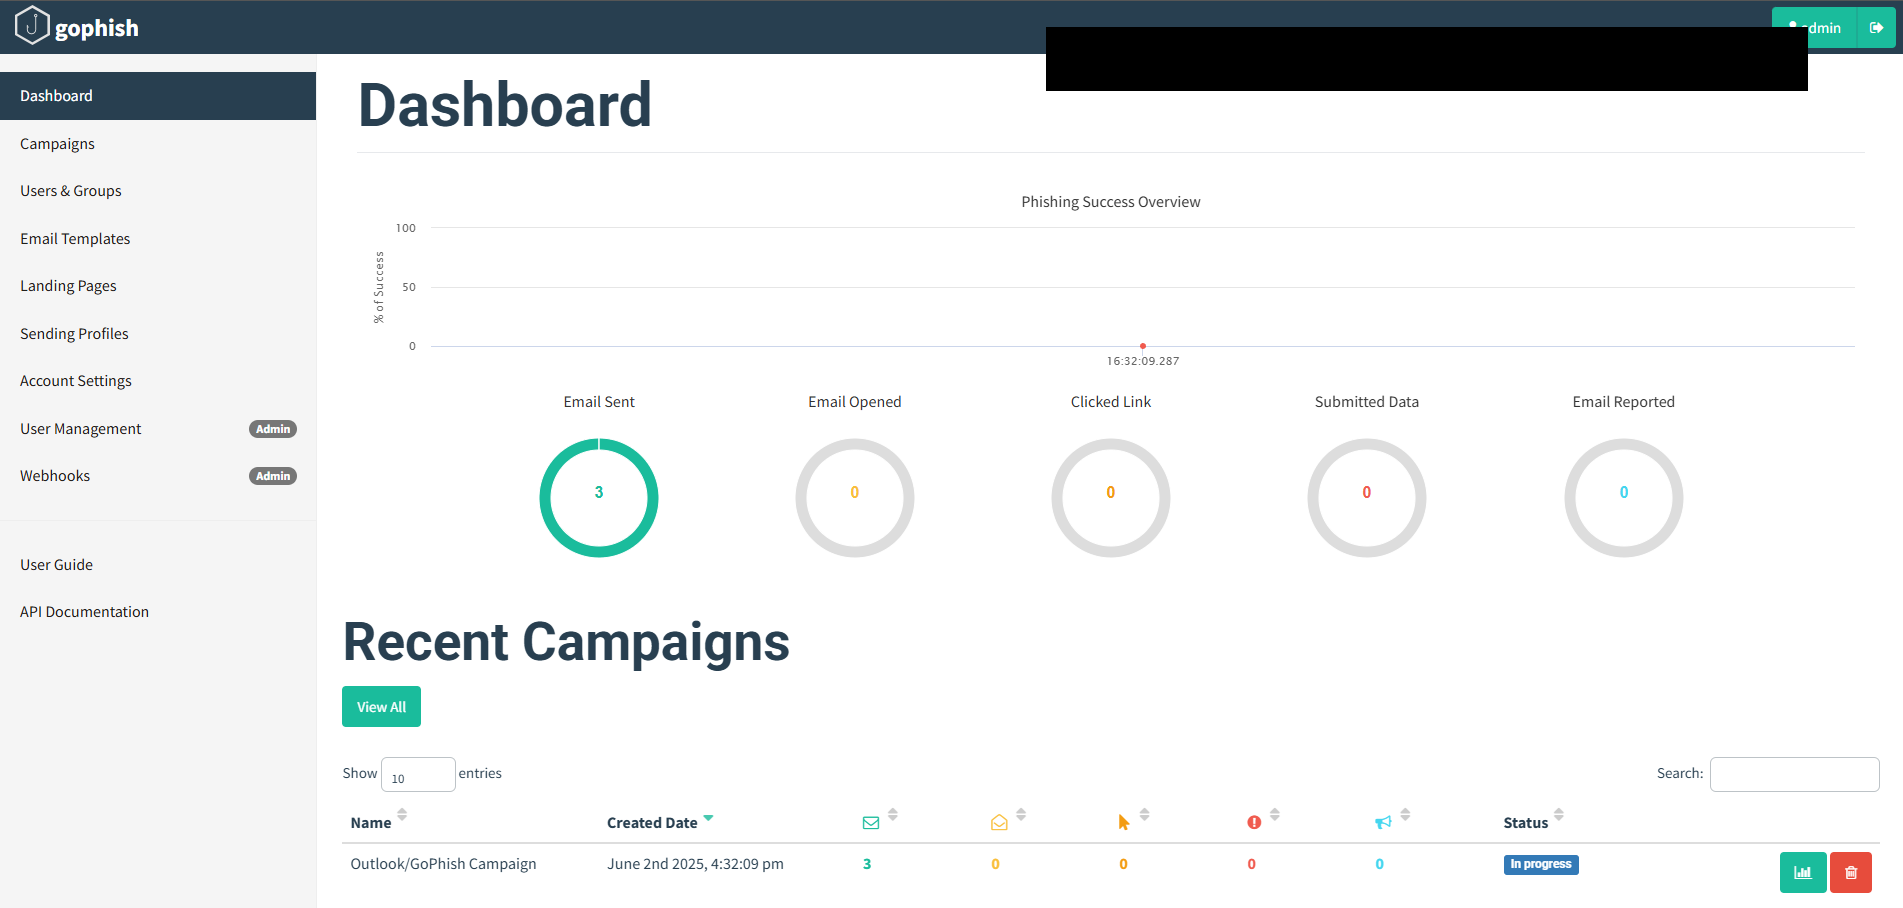 gophish
admin
Dashboard
Campaigns
Users & Groups
Email Templates
Landing Pages
Sending Profiles
Account Settings
User Management Admin
Webhooks Admin
User Guide
API Documentation
Dashboard
Phishing Success Overview
% of Success
100
50
0
16:32:09.287
Email Sent Email Opened Clicked Link Submitted Data Email Reported
3 0 0 0 0
Recent Campaigns
View All
Show 10 entries Search:
Name Created Date Status
Outlook/GoPhish Campaign June 2nd 2025, 4:32:09 pm 3 0 0 0 0 In progress